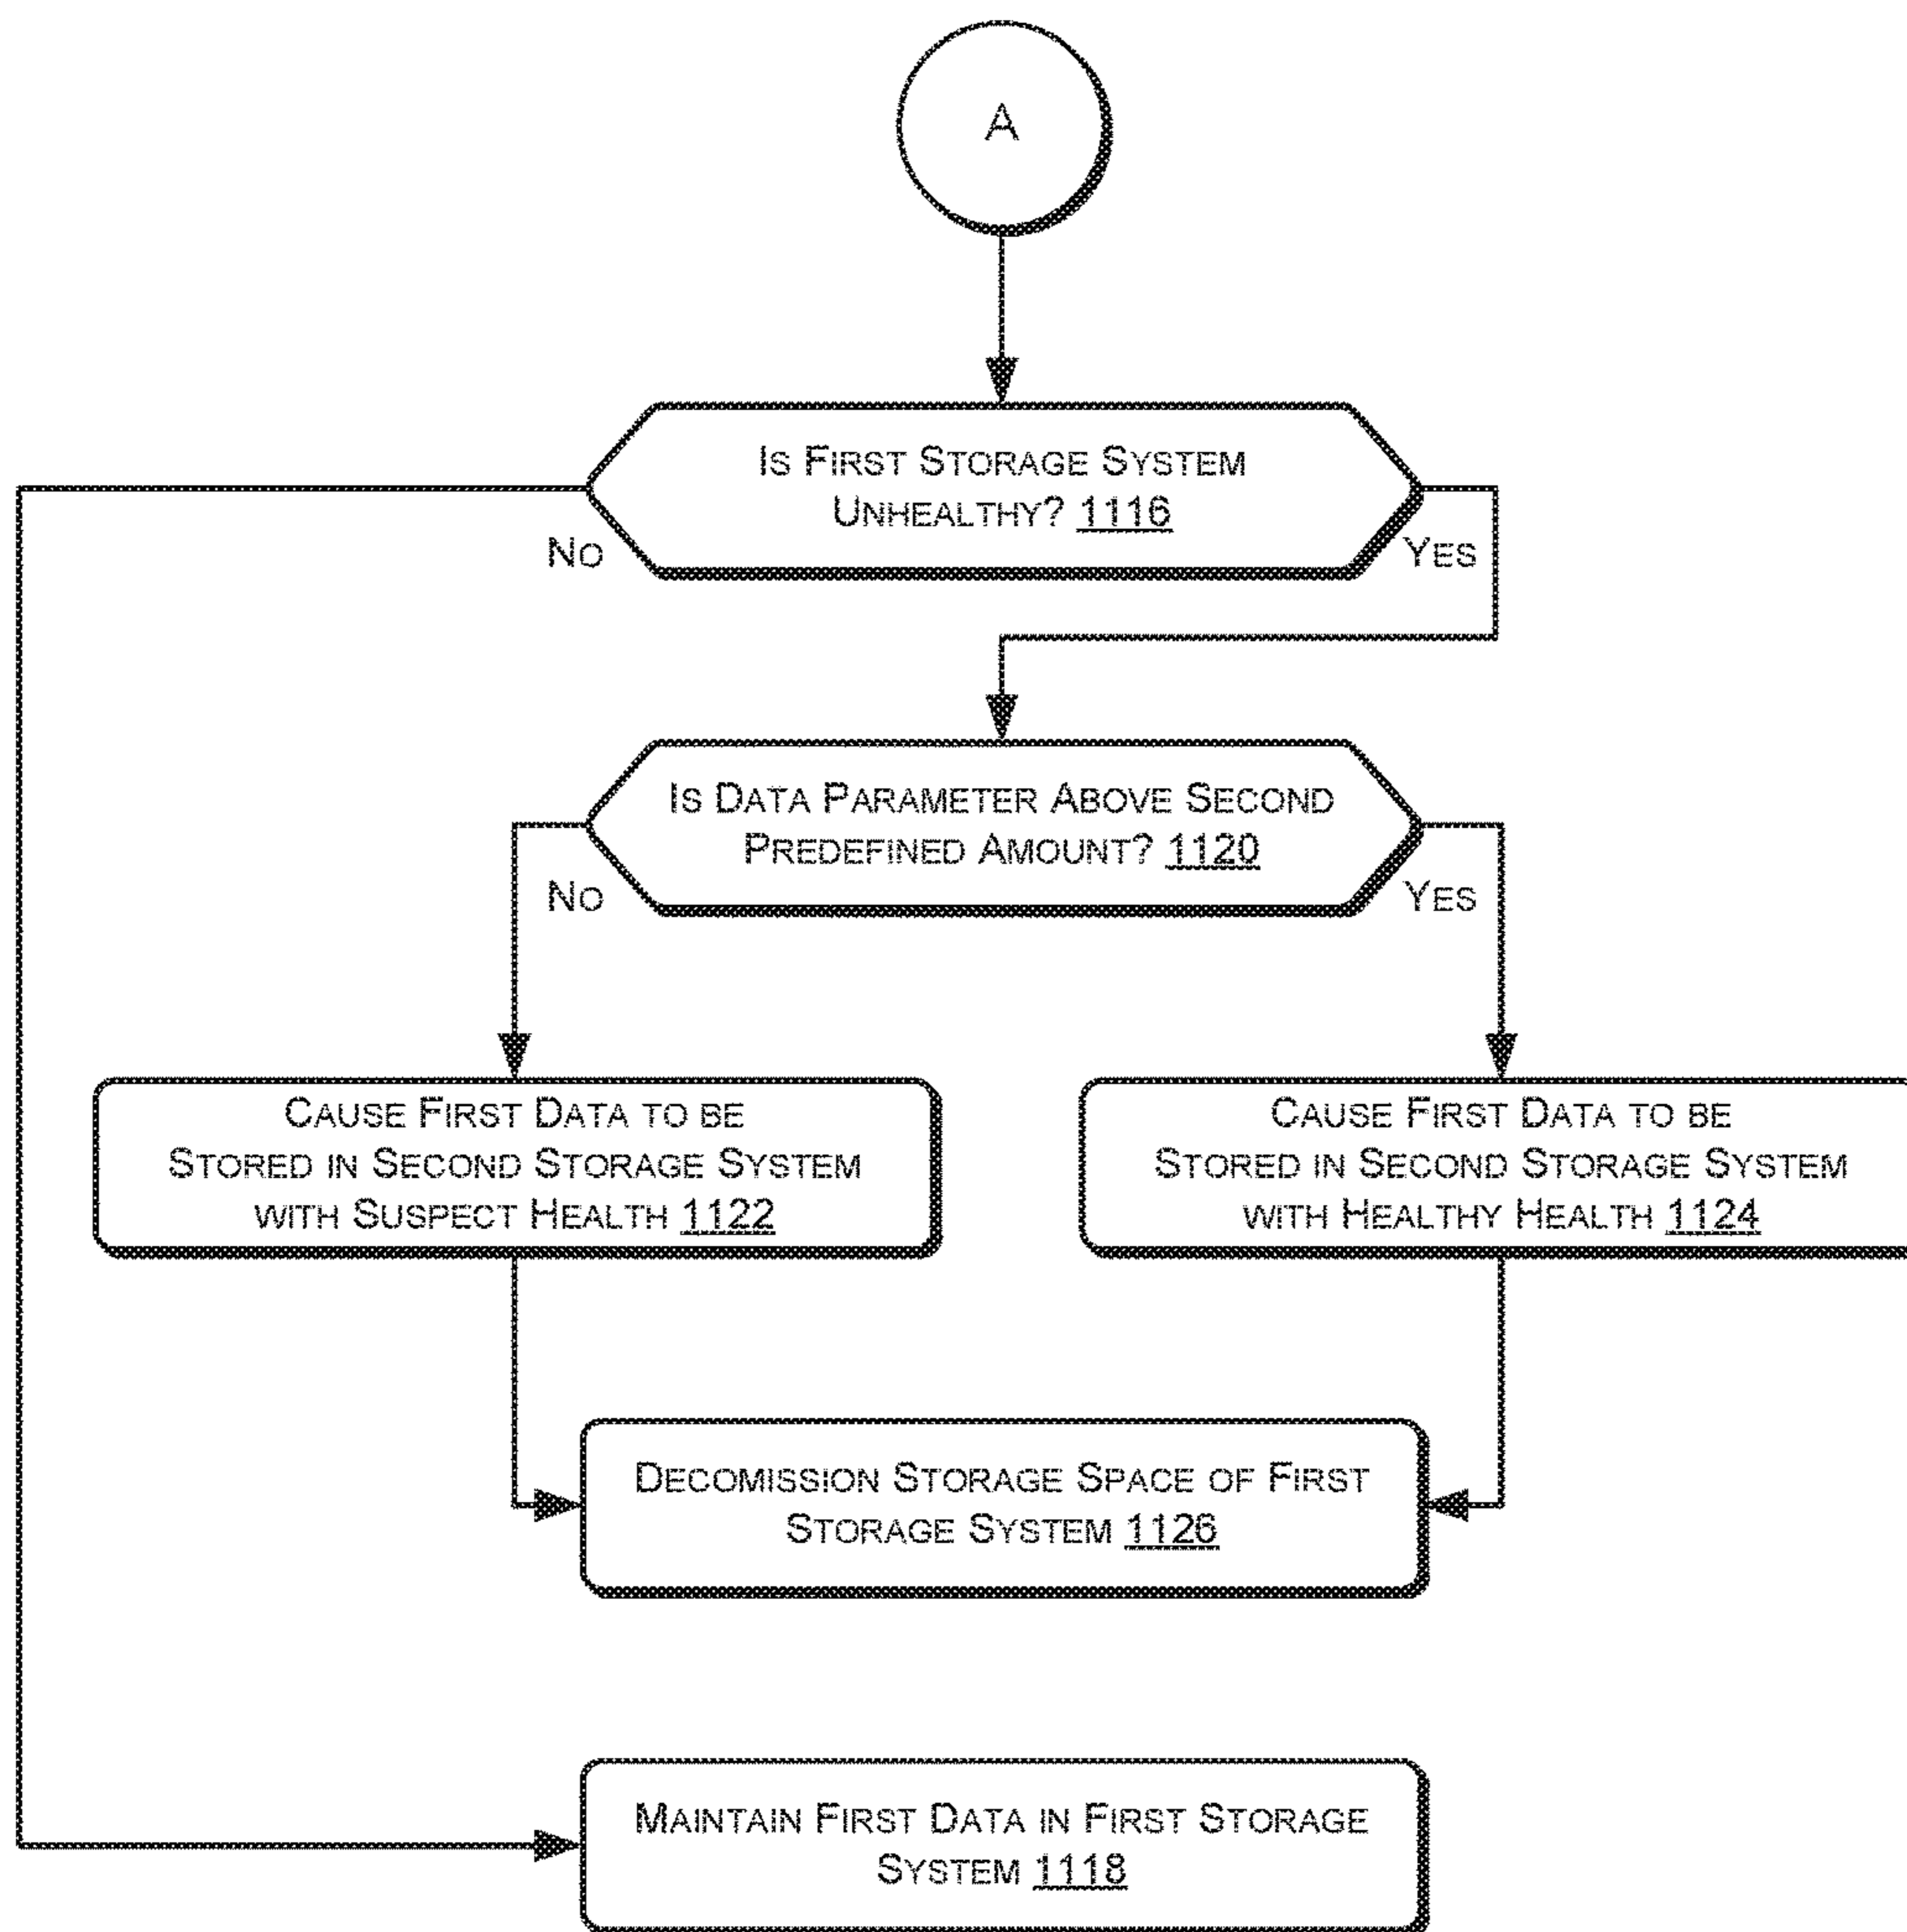 A
IS FIRST STORAGE SYSTEM
UNHEALTHY? 1116
NO
YES
IS DATA PARAMETER ABOVE SECOND
PREDEFINED AMOUNT? 1120
NO
YES
CAUSE FIRST DATA TO BE
STORED IN SECOND STORAGE SYSTEM
WITH SUSPECT HEALTH 1122
CAUSE FIRST DATA TO BE
STORED IN SECOND STORAGE SYSTEM
WITH HEALTHY HEALTH 1124
DECOMISSION STORAGE SPACE OF FIRST
STORAGE SYSTEM 1126
MAINTAIN FIRST DATA IN FIRST STORAGE
SYSTEM 1118